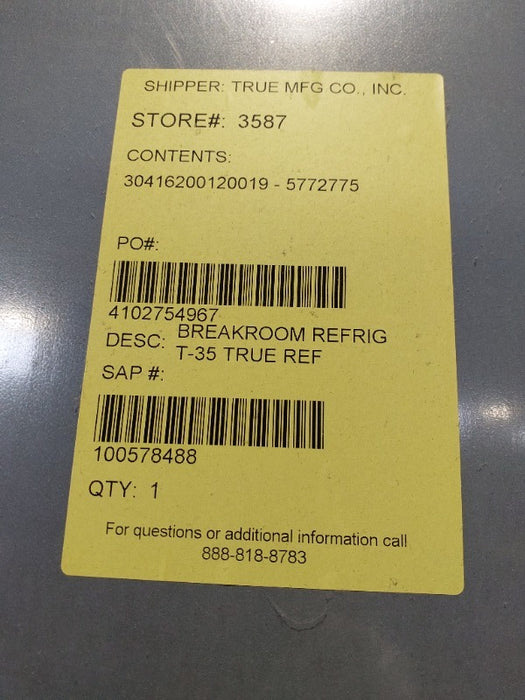 SHIPPER: TRUE MFG CO., INC.
STORE#: 3587
CONTENTS:
30416200120019 - 5772775
PO#:
4102754967
DESC: BREAKROOM REFRIG
T-35 TRUE REF
SAP #:
100578488
QTY: 1
For questions or additional information call
888-818-8783